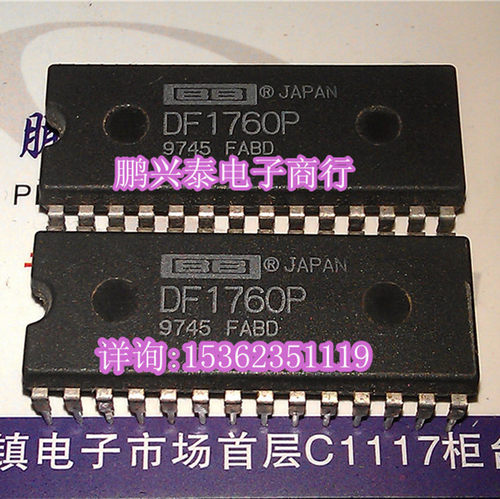 BB ® JAPAN
DF1760P
9745 FABD
鹏兴泰电子商行
BB ® JAPAN
DF1760P
9745 FABD
详询:15362351119
镇电子市场首层C1117柜台